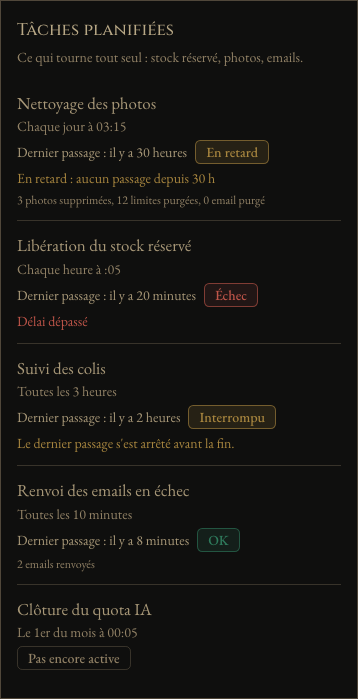 Tâches planifiées
Ce qui tourne tout seul : stock réservé, photos, emails.
Nettoyage des photos
Chaque jour à 03:15
Dernier passage : il y a 30 heures En retard
En retard : aucun passage depuis 30 h
3 photos supprimées, 12 limites purgées, 0 email purgé
Libération du stock réservé
Chaque heure à :05
Dernier passage : il y a 20 minutes Échec
Délai dépassé
Suivi des colis
Toutes les 3 heures
Dernier passage : il y a 2 heures Interrompu
Le dernier passage s'est arrêté avant la fin.
Renvoi des emails en échec
Toutes les 10 minutes
Dernier passage : il y a 8 minutes OK
2 emails renvoyés
Clôture du quota IA
Le 1er du mois à 00:05
Pas encore active